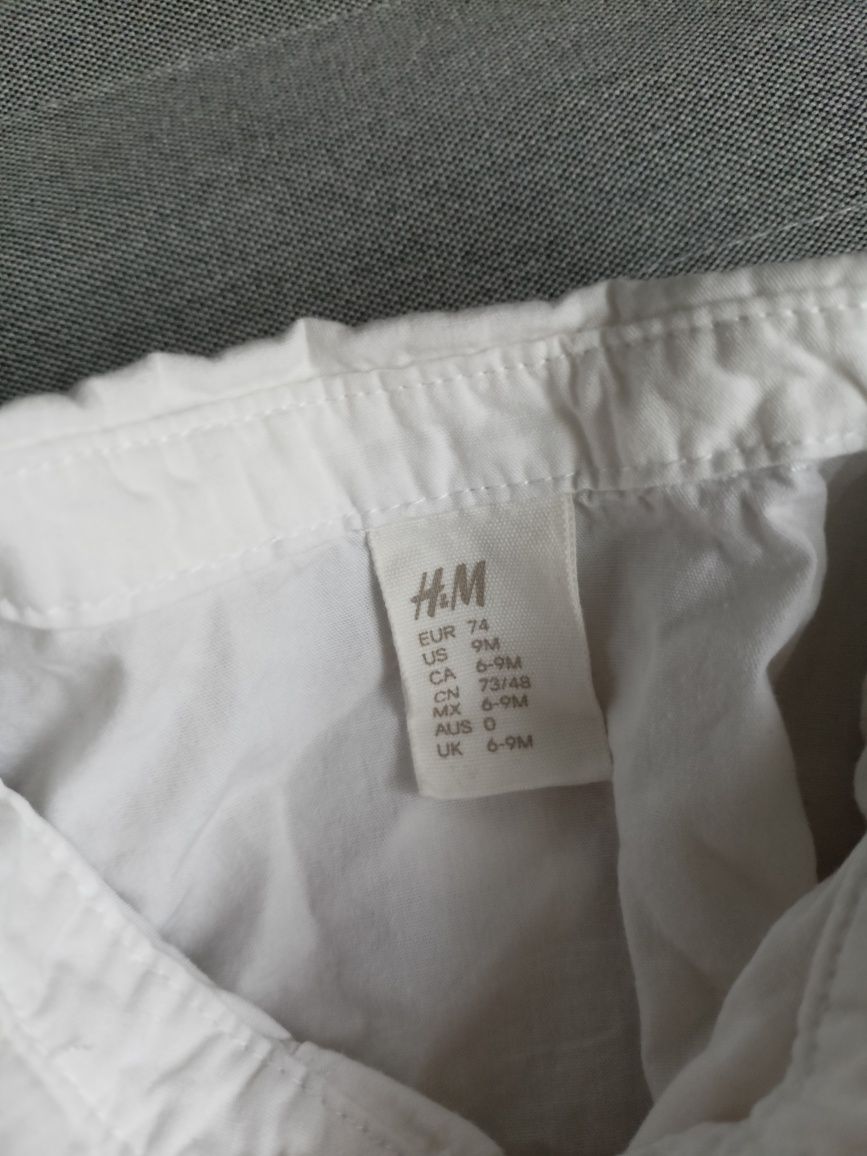 H&M
EUR 74
US 9M
CA 6-9M
CN 73/48
MX 6-9M
AUS 0
UK 6-9M